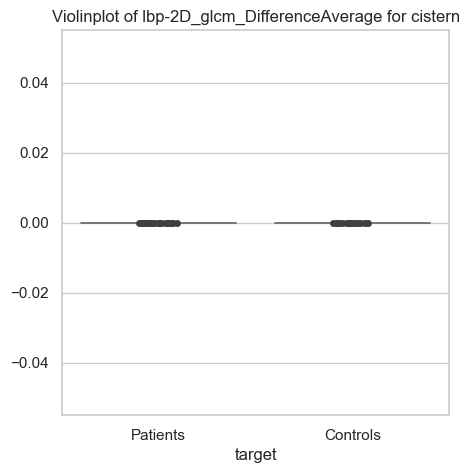 Violinplot of lbp-2D_glcm_DifferenceAverage for cistern
0.04
0.02
0.00
−0.02
−0.04
Patients
Controls
target